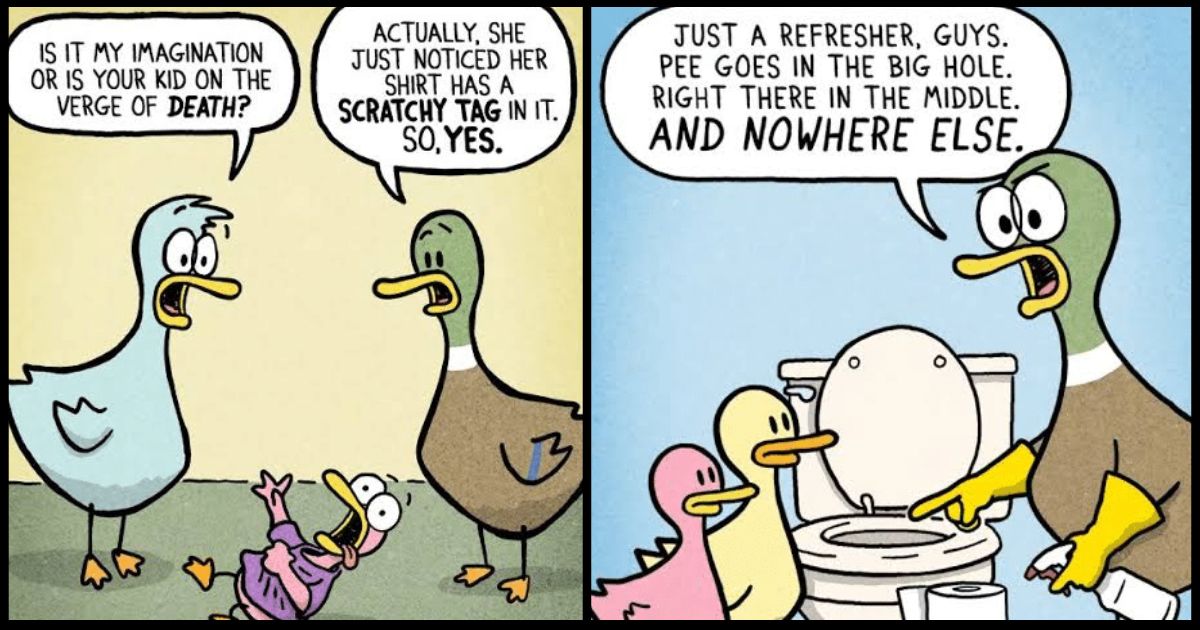 IS IT MY IMAGINATION
OR IS YOUR KID ON THE
VERGE OF DEATH?
ACTUALLY, SHE
JUST NOTICED HER
SHIRT HAS A
SCRATCHY TAG IN IT.
SO, YES.
JUST A REFRESHER, GUYS.
PEE GOES IN THE BIG HOLE.
RIGHT THERE IN THE MIDDLE.
AND NOWHERE ELSE.